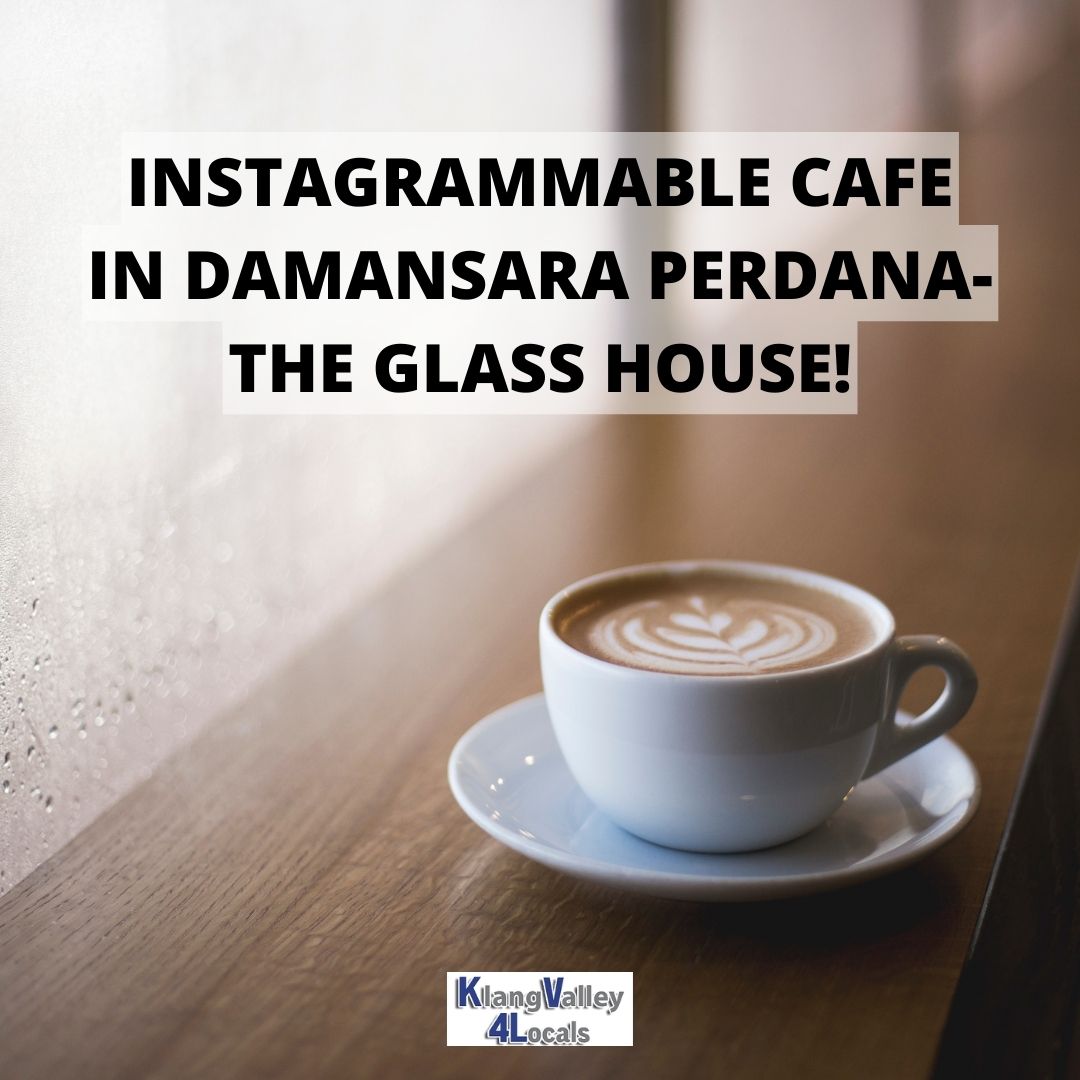 INSTAGRAMMABLE CAFE
IN DAMANSARA PERDANA-
THE GLASS HOUSE!
KlangValley
4Locals